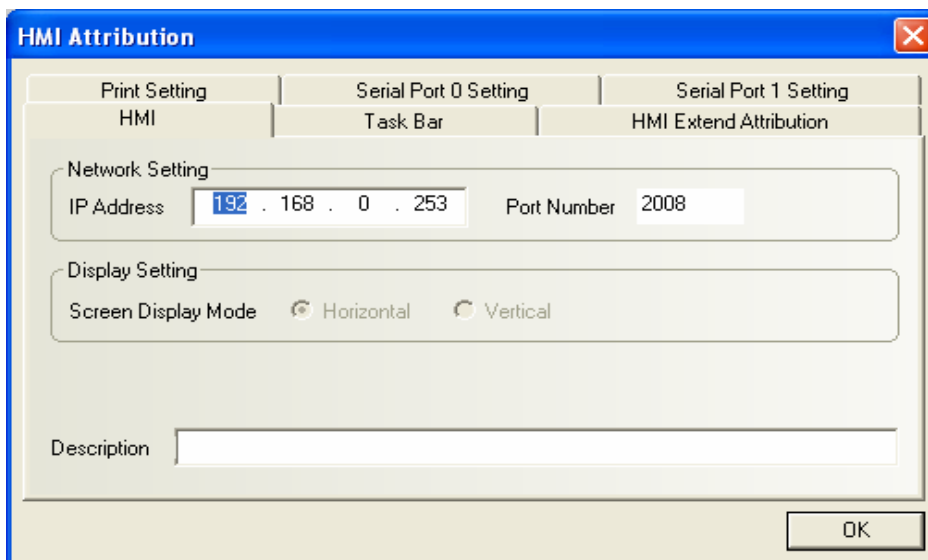 HMI Attribution
Print Setting Serial Port 0 Setting Serial Port 1 Setting
HMI Task Bar HMI Extend Attribution
Network Setting
IP Address 192 . 168 . 0 . 253 Port Number 2008
Display Setting
Screen Display Mode Horizontal Vertical
Description
OK